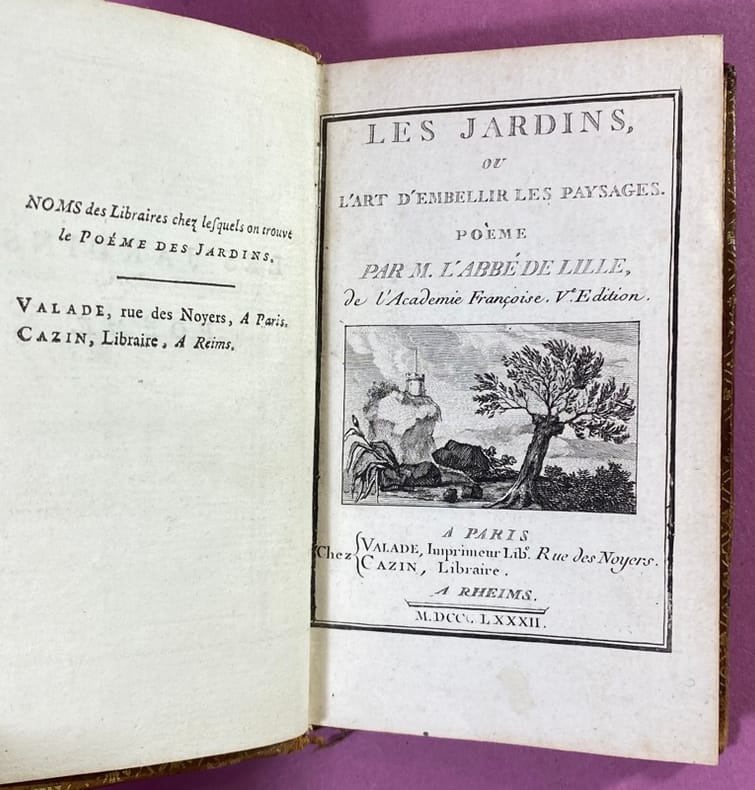 NOMS des Libraires chez lesquels on trouve
le POÉME DES JARDINS.
VALADE, rue des Noyers, A Paris.
CAZIN, Libraire, A Reims.
LES JARDINS,
OU
L'ART D'EMBELLIR LES PAYSAGES.
POÈME
PAR M. L'ABBÉ DE LILLE,
de l'Academie Françoise. Ve. Edition.
A PARIS
Chez { VALADE, Imprimeur Libe. Rue des Noyers.
CAZIN, Libraire.
A RHEIMS.
M.DCCC LXXXII.